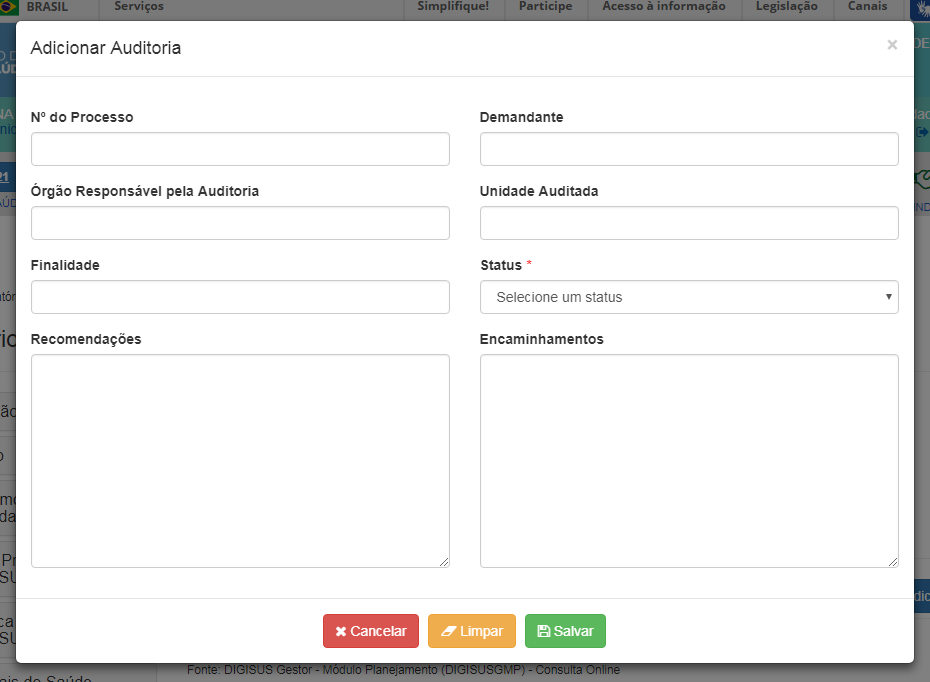 BRASIL Serviços Simplifique! Participe Acesso à informação Legislação Canais
Adicionar Auditoria ×
Nº do Processo Demandante
Órgão Responsável pela Auditoria Unidade Auditada
Finalidade Status *
Selecione um status
Recomendações Encaminhamentos
Cancelar Limpar Salvar
Fonte: DIGISUS Gestor - Módulo Planejamento (DIGISUSGMP) - Consulta Online